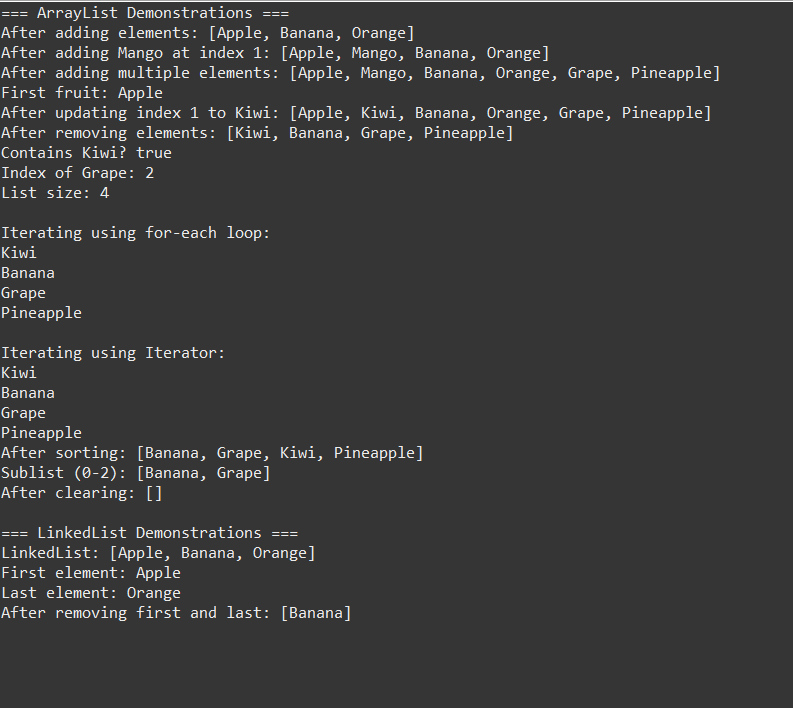 === ArrayList Demonstrations ===
After adding elements: [Apple, Banana, Orange]
After adding Mango at index 1: [Apple, Mango, Banana, Orange]
After adding multiple elements: [Apple, Mango, Banana, Orange, Grape, Pineapple]
First fruit: Apple
After updating index 1 to Kiwi: [Apple, Kiwi, Banana, Orange, Grape, Pineapple]
After removing elements: [Kiwi, Banana, Grape, Pineapple]
Contains Kiwi? true
Index of Grape: 2
List size: 4

Iterating using for-each loop:
Kiwi
Banana
Grape
Pineapple

Iterating using Iterator:
Kiwi
Banana
Grape
Pineapple
After sorting: [Banana, Grape, Kiwi, Pineapple]
Sublist (0-2): [Banana, Grape]
After clearing: []

=== LinkedList Demonstrations ===
LinkedList: [Apple, Banana, Orange]
First element: Apple
Last element: Orange
After removing first and last: [Banana]